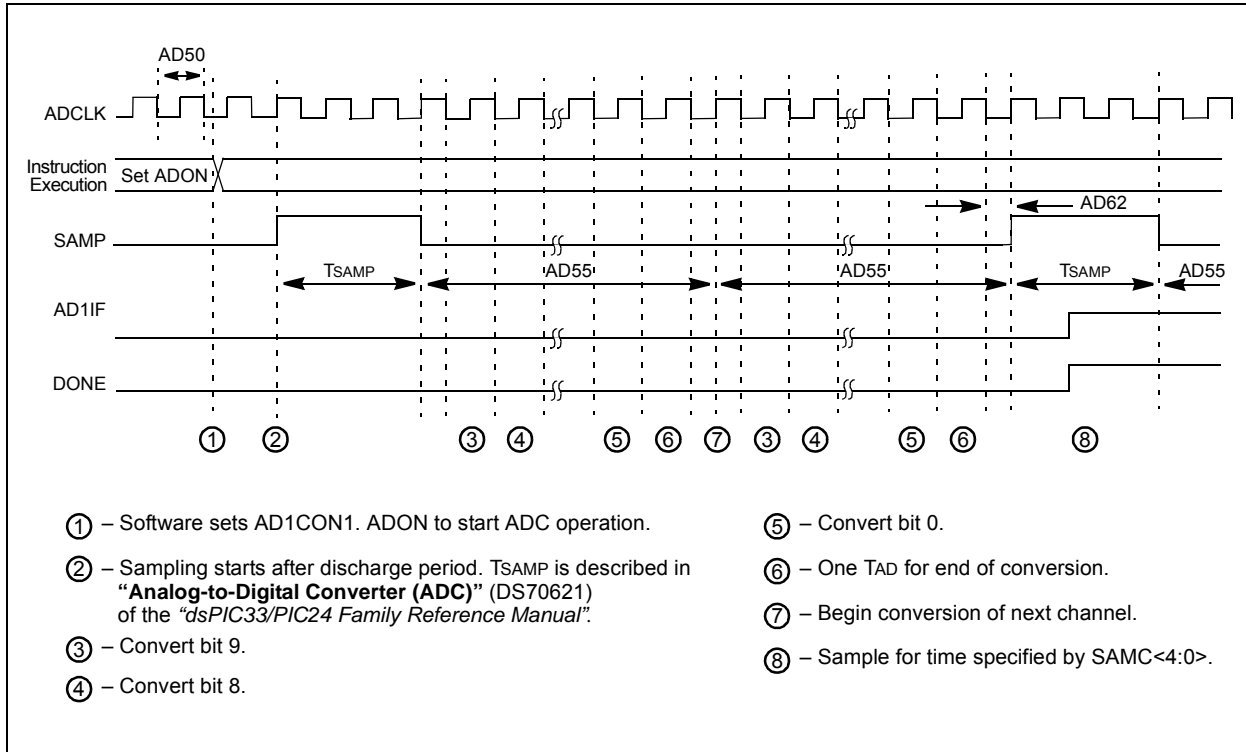 AD50
ADCLK
Instruction
Execution
Set ADON
AD62
SAMP
TSAMP
AD55
AD55
TSAMP
AD55
AD1IF
DONE
1 2 3 4 5 6 7 3 4 5 6 8
1 – Software sets AD1CON1. ADON to start ADC operation.
2 – Sampling starts after discharge period. TSAMP is described in
“Analog-to-Digital Converter (ADC)” (DS70621)
of the “dsPIC33/PIC24 Family Reference Manual”.
3 – Convert bit 9.
4 – Convert bit 8.
5 – Convert bit 0.
6 – One TAD for end of conversion.
7 – Begin conversion of next channel.
8 – Sample for time specified by SAMC<4:0>.